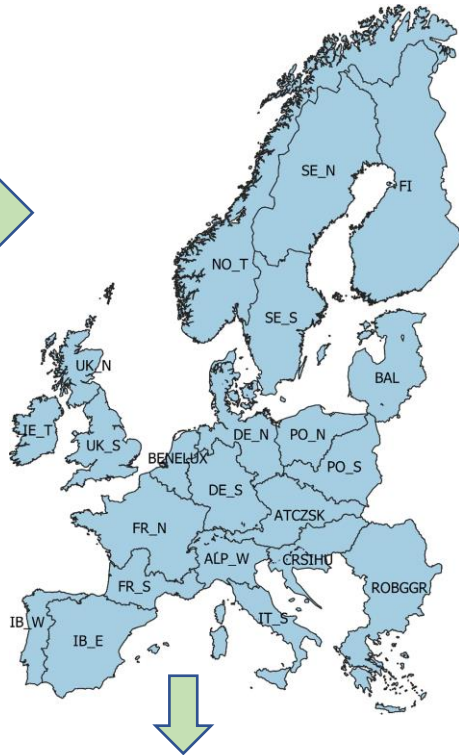 SE_N
FI
NO_T
SE_S
UK_N
BAL
IE_T
UK_S
DE_N
PO_N
BENELUX
PO_S
DE_S
ATCZSK
FR_N
ALP_W
CRSIHU
FR_S
ROBGGR
IB_W
IT_S
IB_E